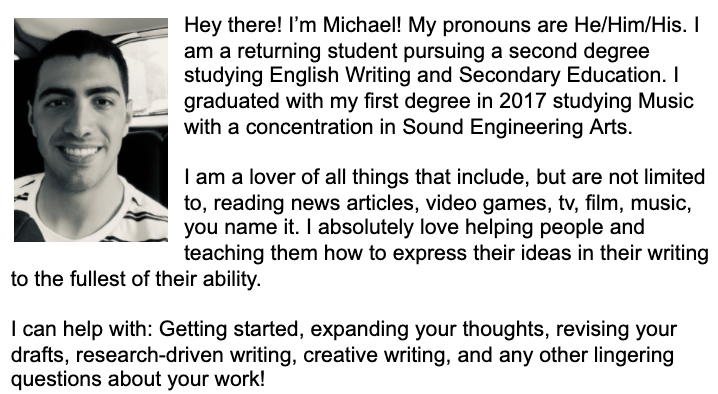 Hey there! I’m Michael! My pronouns are He/Him/His. I
am a returning student pursuing a second degree
studying English Writing and Secondary Education. I
graduated with my first degree in 2017 studying Music
with a concentration in Sound Engineering Arts.
I am a lover of all things that include, but are not limited
to, reading news articles, video games, tv, film, music,
you name it. I absolutely love helping people and
teaching them how to express their ideas in their writing
to the fullest of their ability.
I can help with: Getting started, expanding your thoughts, revising your
drafts, research-driven writing, creative writing, and any other lingering
questions about your work!